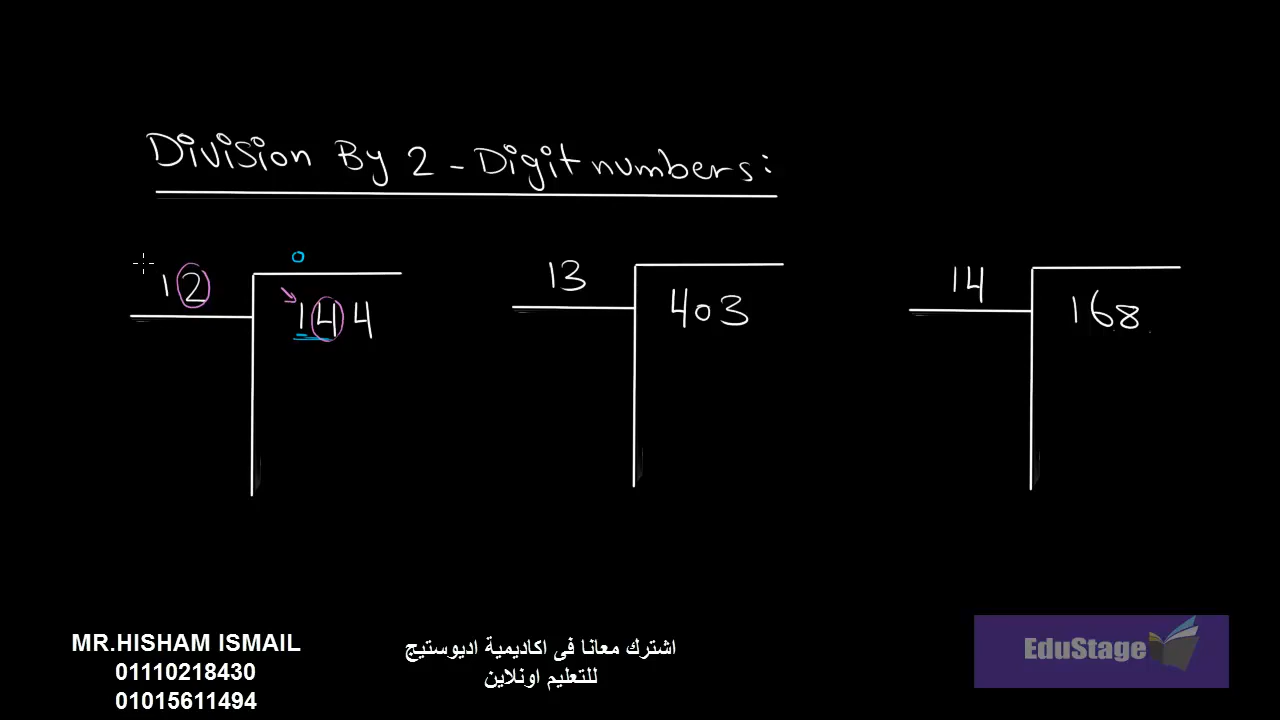 Division By 2 - Digit numbers:
0
12 144
13 403
14 168
MR.HISHAM ISMAIL
01110218430
01015611494
اشترك معانا فى اكاديمية اديوستيج
للتعليم اونلاين
EduStage